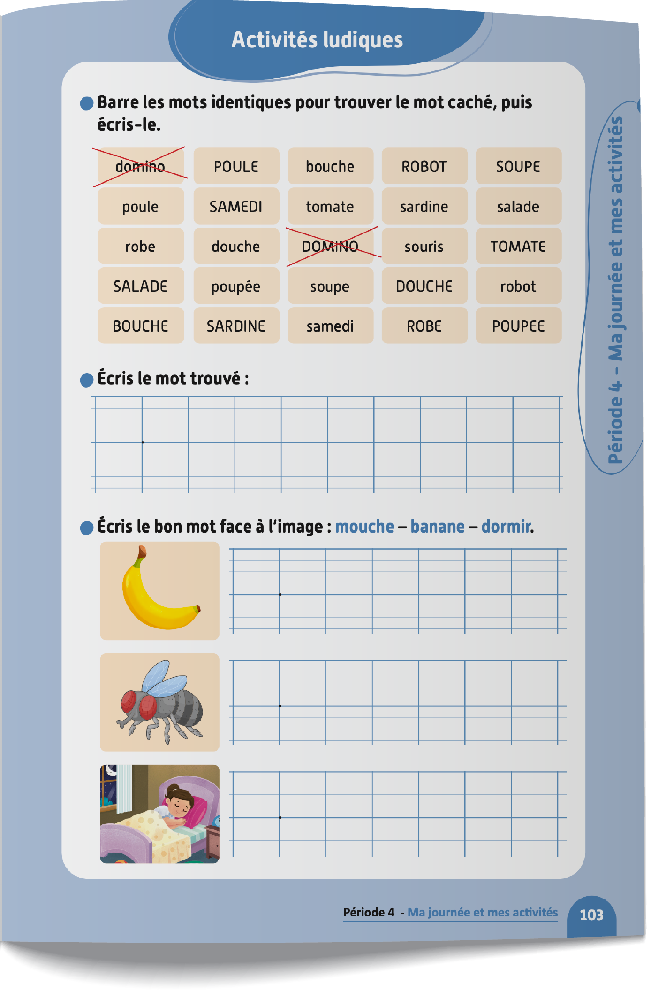 Activités ludiques
Barre les mots identiques pour trouver le mot caché, puis
écris-le.
domino POULE bouche ROBOT SOUPE
poule SAMEDI tomate sardine salade
robe douche DOMINO souris TOMATE
SALADE poupée soupe DOUCHE robot
BOUCHE SARDINE samedi ROBE POUPEE
Écris le mot trouvé :
Écris le bon mot face à l'image : mouche – banane – dormir.
Période 4 - Ma journée et mes activités
103
Période 4 – Ma journée et mes activités